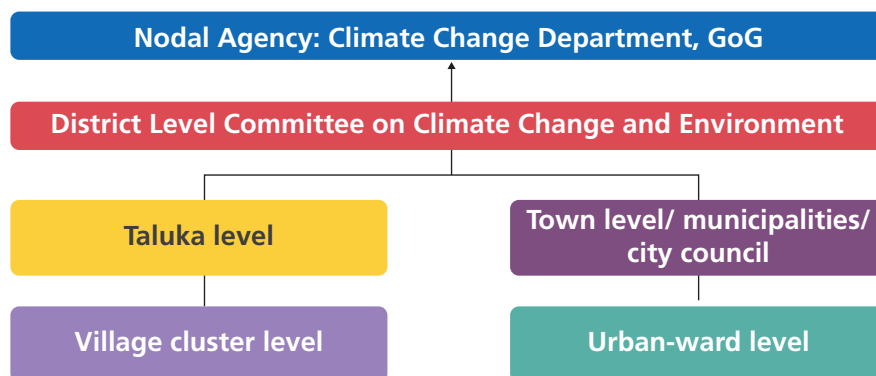 Nodal Agency: Climate Change Department, GoG
District Level Committee on Climate Change and Environment
Taluka level
Town level/ municipalities/
city council
Village cluster level
Urban-ward level